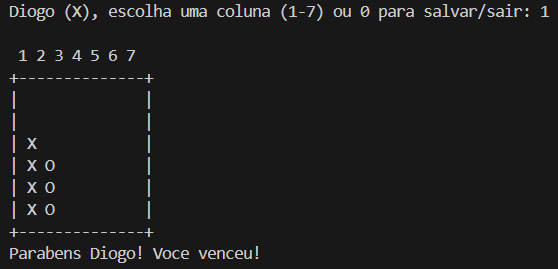 Diogo (X), escolha uma coluna (1-7) ou 0 para salvar/sair: 1
 1 2 3 4 5 6 7
+--------------+
|              |
|              |
| X            |
| X O          |
| X O          |
| X O          |
+--------------+
Parabens Diogo! Voce venceu!